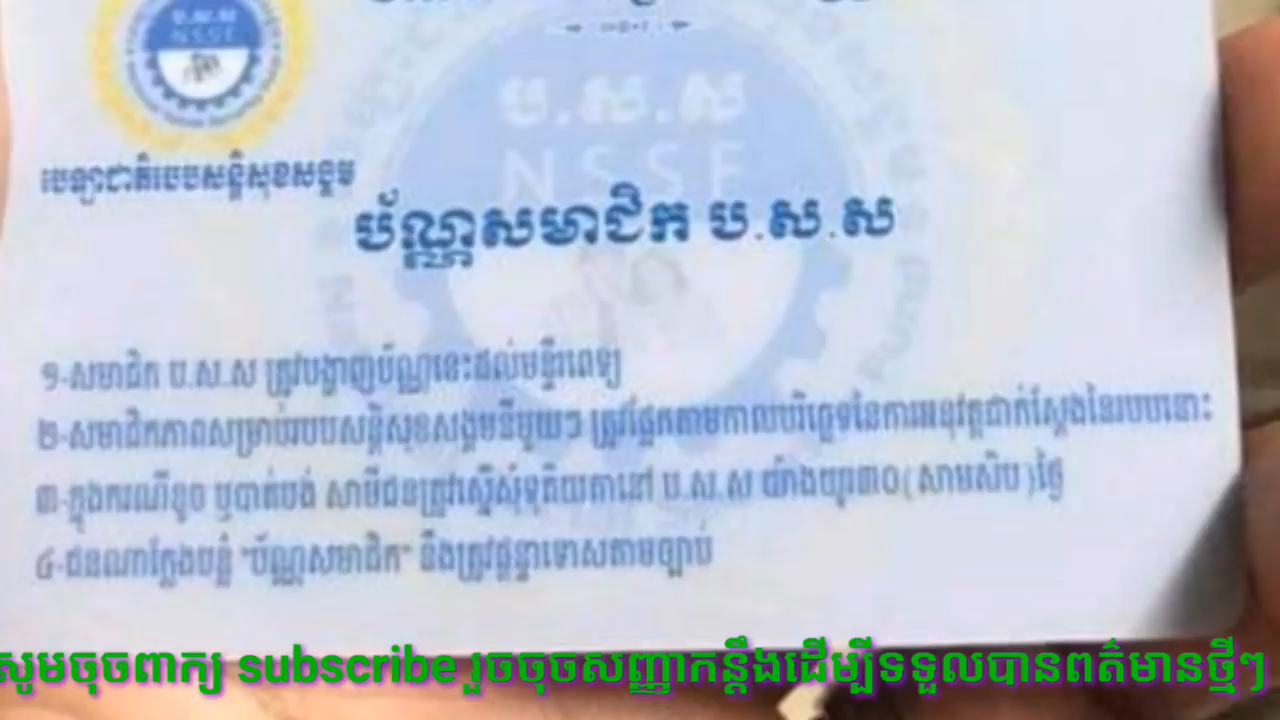 ប.ស.ស
NSSF
ប.ស.ស
NSSF
បេឡាជាតិរបបសន្តិសុខសង្គម
ប័ណ្ណសមាជិក ប.ស.ស
១-សមាជិក ប.ស.ស ត្រូវបង្ហាញប័ណ្ណនេះដល់មន្ទីរពេទ្យ
២-សមាជិកភាពសម្រាប់របបសន្តិសុខសង្គមនីមួយៗ ត្រូវផ្អែកតាមកាលបរិច្ឆេទនៃការអនុវត្តជាក់ស្តែងនៃរបបនោះ
៣-ក្នុងករណីខូច ឬបាត់បង់ សាមីជនត្រូវស្នើសុំទុតិយតានៅ ប.ស.ស យ៉ាងយូរ៣០(សាមសិប)ថ្ងៃ
៤-ជនណាក្លែងបន្លំ "ប័ណ្ណសមាជិក" នឹងត្រូវផ្តន្ទាទោសតាមច្បាប់
សូមចុចពាក្យ subscribe រួចចុចសញ្ញាកន្តឹងដើម្បីទទួលបានពត៌មានថ្មីៗ